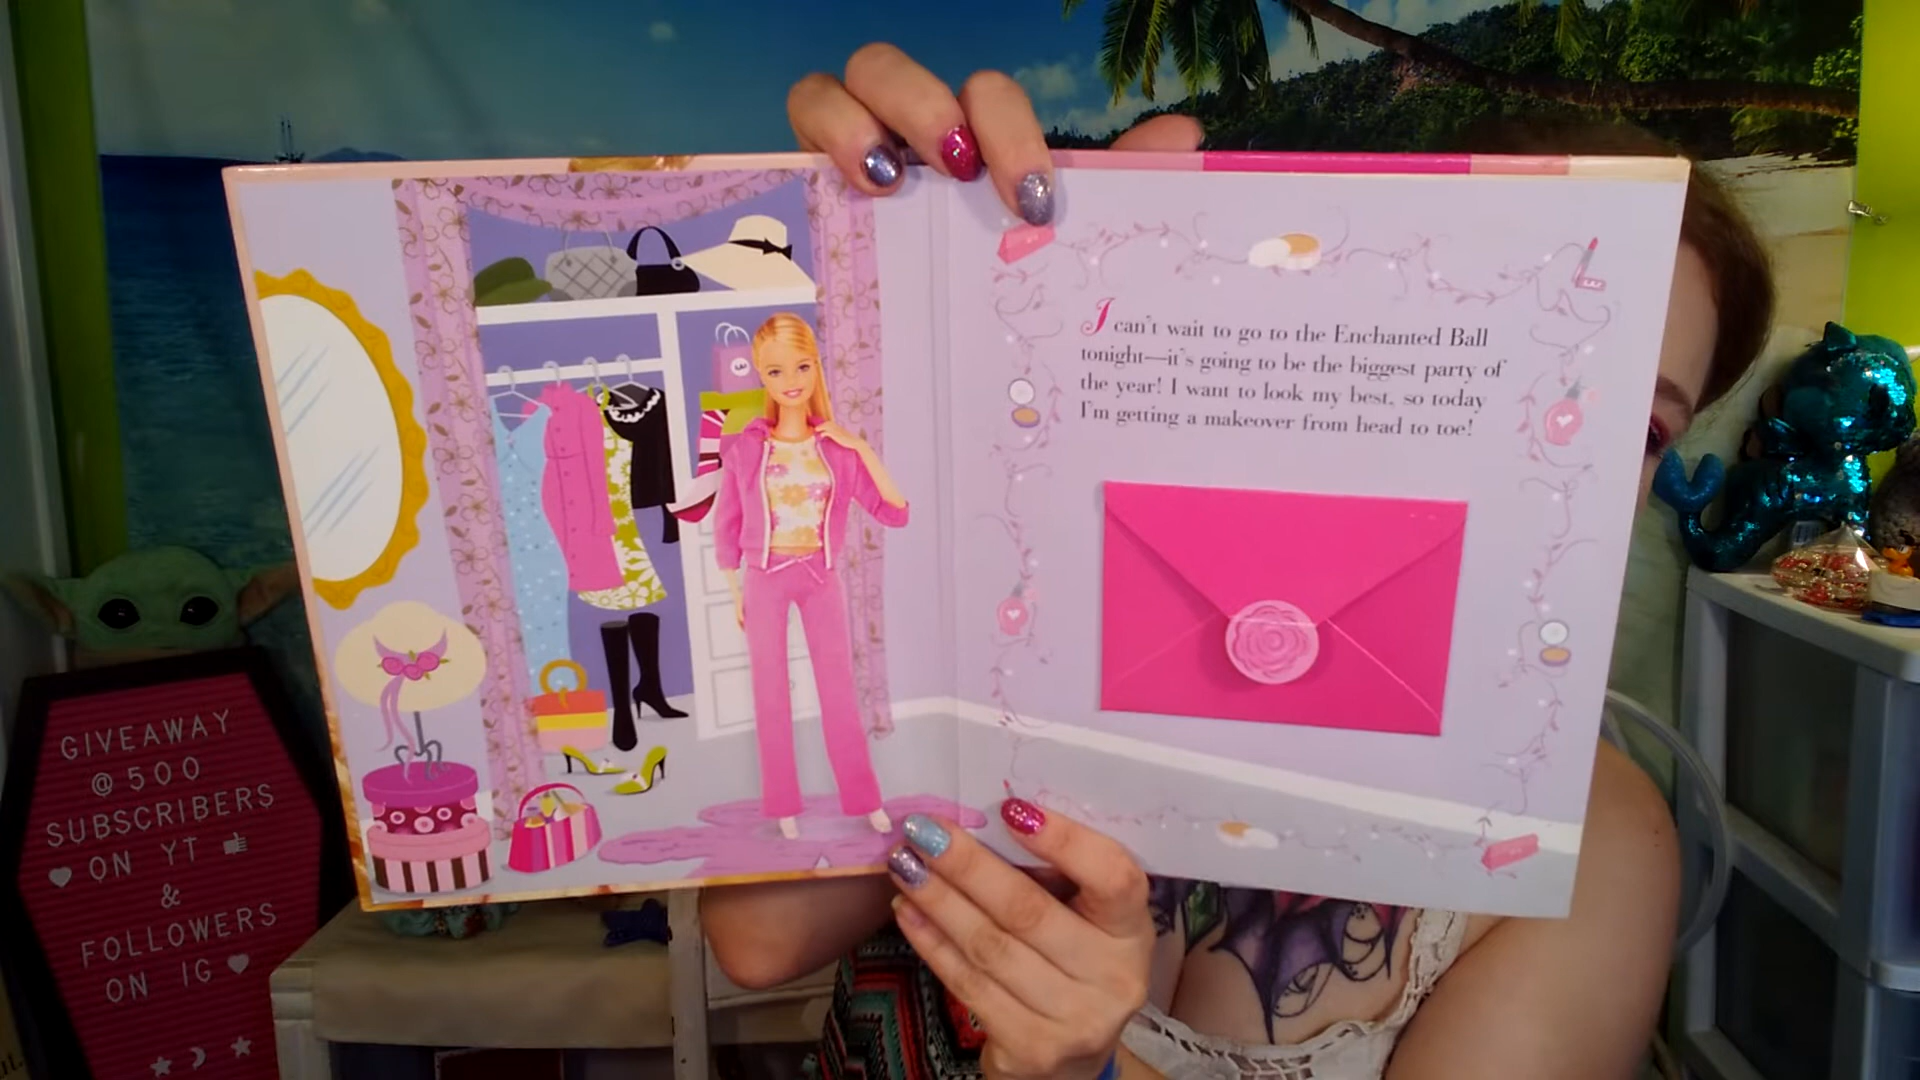 I can't wait to go to the Enchanted Ball
tonight—it's going to be the biggest party of
the year! I want to look my best, so today
I'm getting a makeover from head to toe!
GIVEAWAY
@500
SUBSCRIBERS
ON YT
&
FOLLOWERS
ON IG